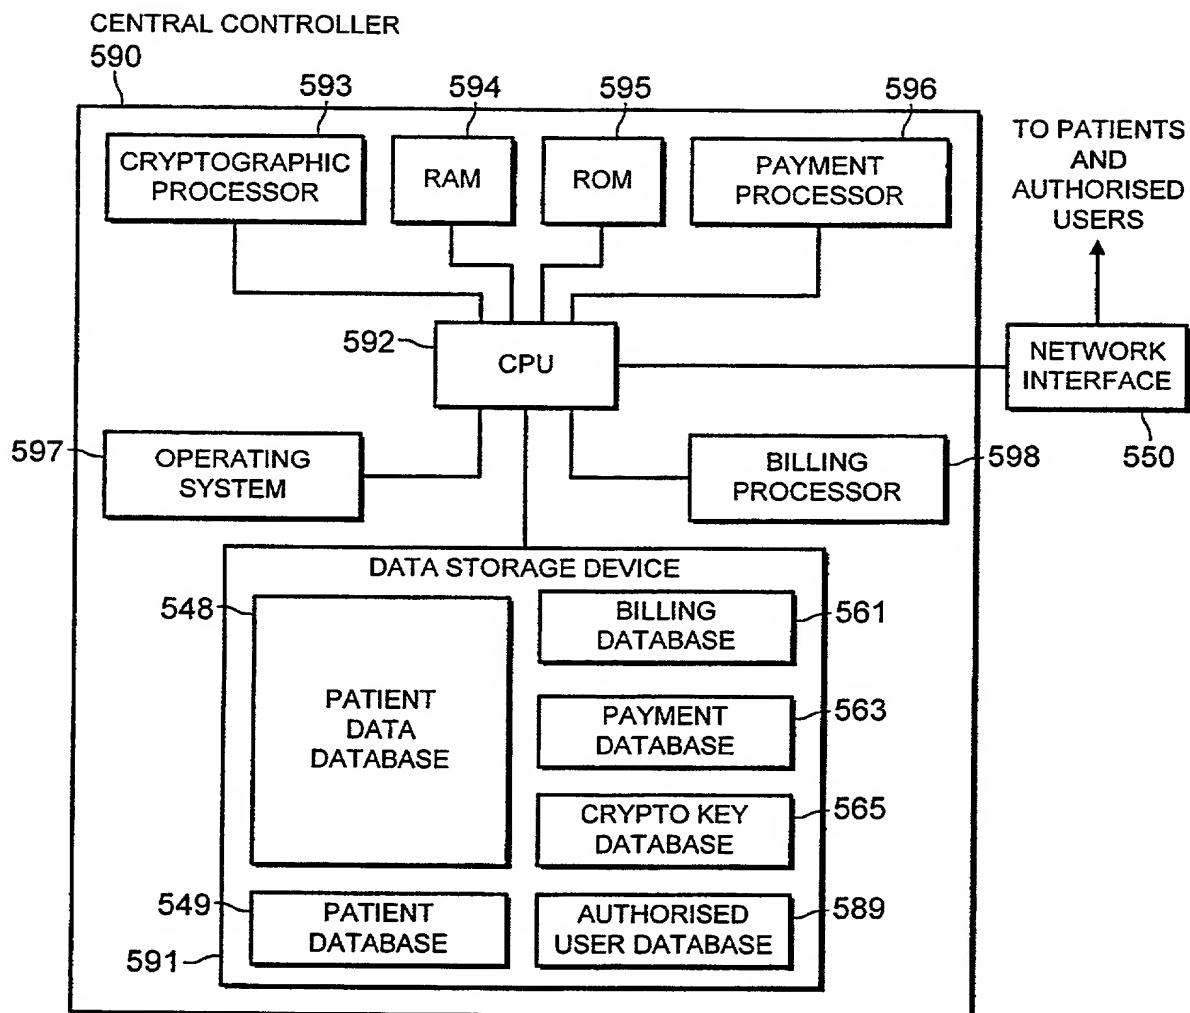 CENTRAL CONTROLLER
590
593
594
595
596
CRYPTOGRAPHIC
PROCESSOR
RAM
ROM
PAYMENT
PROCESSOR
TO PATIENTS
AND
AUTHORISED
USERS
592
CPU
NETWORK
INTERFACE
550
597
OPERATING
SYSTEM
BILLING
PROCESSOR
598
DATA STORAGE DEVICE
548
PATIENT
DATA
DATABASE
BILLING
DATABASE
561
PAYMENT
DATABASE
563
CRYPTO KEY
DATABASE
565
549
PATIENT
DATABASE
AUTHORISED
USER DATABASE
589
591